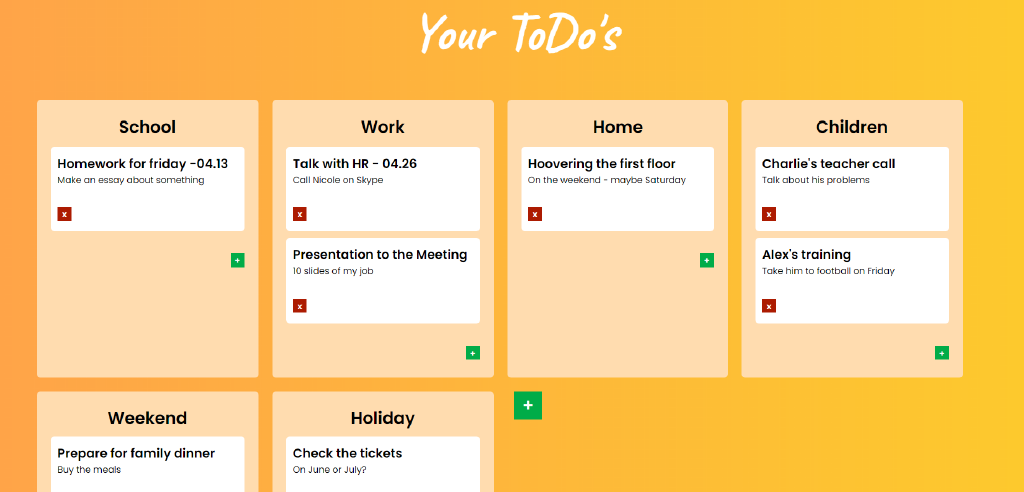 Your ToDo's
School
Homework for friday -04.13
Make an essay about something
x
+
Work
Talk with HR - 04.26
Call Nicole on Skype
x
Presentation to the Meeting
10 slides of my job
x
+
Home
Hoovering the first floor
On the weekend - maybe Saturday
x
+
Children
Charlie's teacher call
Talk about his problems
x
Alex's training
Take him to football on Friday
x
+
Weekend
Prepare for family dinner
Buy the meals
Holiday
Check the tickets
On June or July?
+